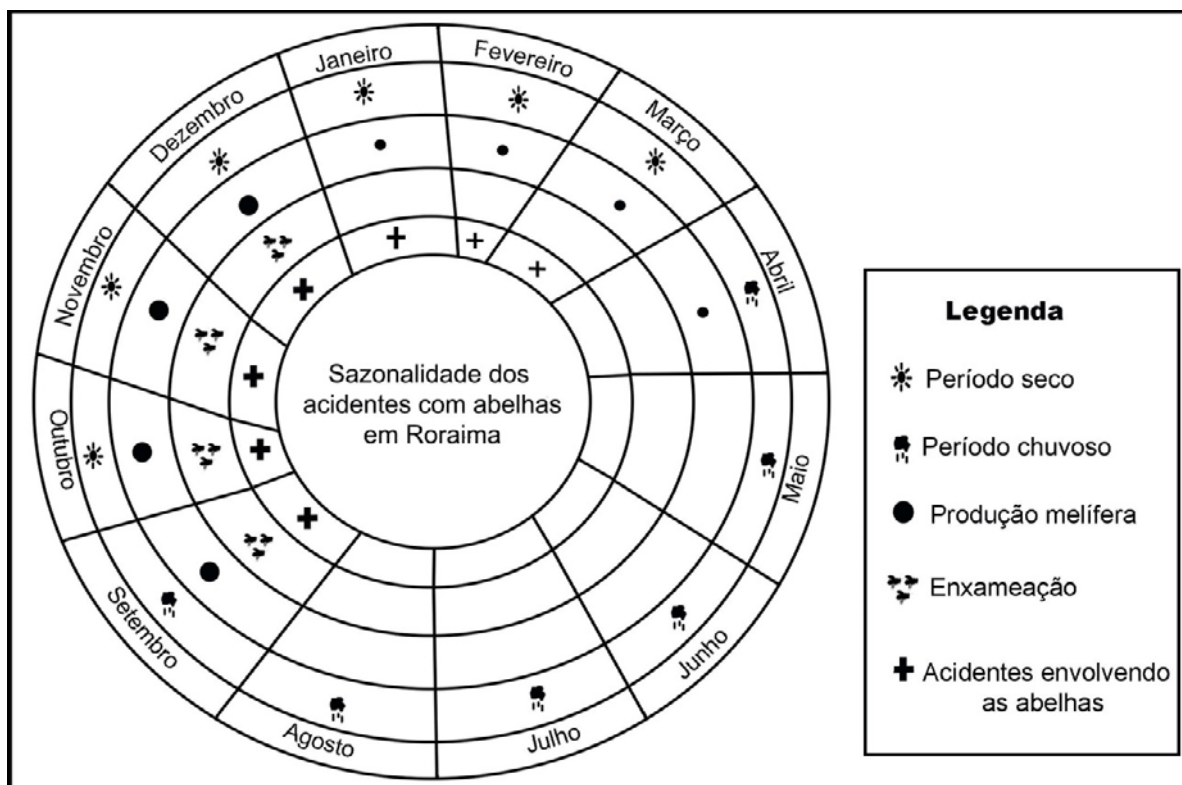 Janeiro
Fevereiro
Março
Abril
Maio
Junho
Julho
Agosto
Setembro
Outubro
Novembro
Dezembro
Sazonalidade dos
acidentes com abelhas
em Roraima
Legenda
Período seco
Período chuvoso
Produção melífera
Enxameação
Acidentes envolvendo
as abelhas